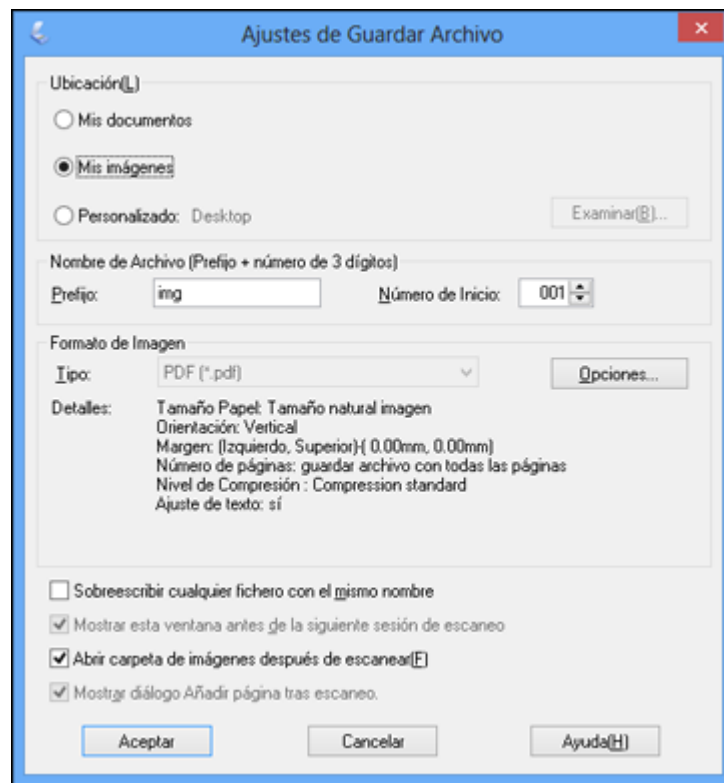 Ajustes de Guardar Archivo
Ubicación(L)
Mis documentos
Mis imágenes
Personalizado: Desktop Examinar(B)...
Nombre de Archivo (Prefijo + número de 3 dígitos)
Prefijo: img Número de Inicio: 001
Formato de Imagen
Tipo: PDF (*.pdf) Opciones...
Detalles: Tamaño Papel: Tamaño natural imagen
Orientación: Vertical
Margen: (Izquierdo, Superior)-( 0.00mm, 0.00mm)
Número de páginas: guardar archivo con todas las páginas
Nivel de Compresión : Compression standard
Ajuste de texto: sí
Sobreescribir cualquier fichero con el mismo nombre
Mostrar esta ventana antes de la siguiente sesión de escaneo
Abrir carpeta de imágenes después de escanear(F)
Mostrar diálogo Añadir página tras escaneo.
Aceptar Cancelar Ayuda(H)